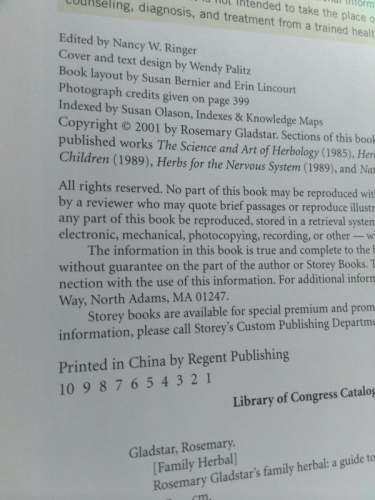 is not intended to take the place of
counseling, diagnosis, and treatment from a trained healt
Edited by Nancy W. Ringer
Cover and text design by Wendy Palitz
Book layout by Susan Bernier and Erin Lincourt
Photograph credits given on page 399
Indexed by Susan Olason, Indexes & Knowledge Maps
Copyright © 2001 by Rosemary Gladstar. Sections of this book
published works The Science and Art of Herbology (1985), Herb
Children (1989), Herbs for the Nervous System (1989), and Nat
All rights reserved. No part of this book may be reproduced wit
by a reviewer who may quote brief passages or reproduce illustr
any part of this book be reproduced, stored in a retrieval system
electronic, mechanical, photocopying, recording, or other — w
The information in this book is true and complete to the b
without guarantee on the part of the author or Storey Books. T
nection with the use of this information. For additional inform
Way, North Adams, MA 01247.
Storey books are available for special premium and prom
information, please call Storey's Custom Publishing Departme
Printed in China by Regent Publishing
10 9 8 7 6 5 4 3 2 1
Library of Congress Catalog
Gladstar, Rosemary.
[Family Herbal]
Rosemary Gladstar's family herbal: a guide to
cm.